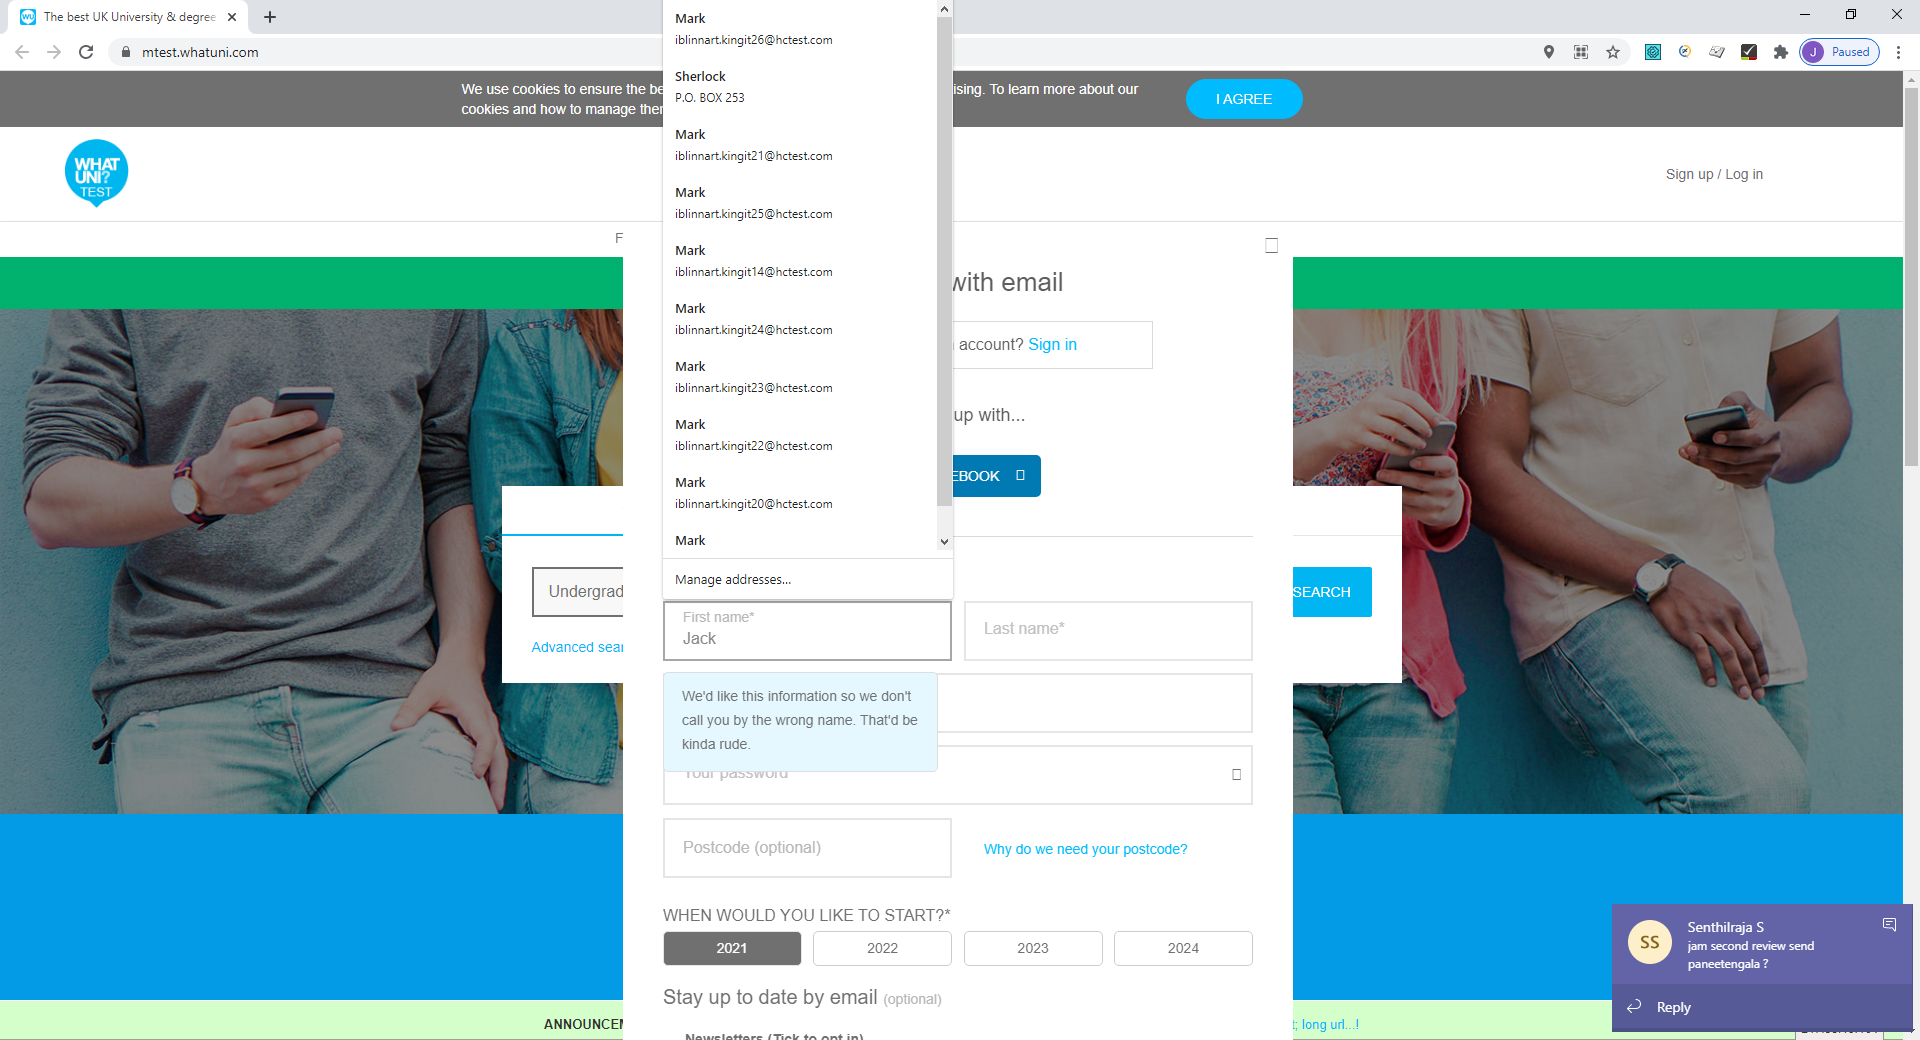 The best UK University & degree
mtest.whatuni.com
Paused
J
We use cookies to ensure the be
ising. To learn more about our
cookies and how to manage ther
I AGREE
WHAT
UNI?
TEST
Sign up / Log in
F
Mark
iblinnart.kingit26@hctest.com
Sherlock
P.O. BOX 253
Mark
iblinnart.kingit21@hctest.com
Mark
iblinnart.kingit25@hctest.com
Mark
iblinnart.kingit14@hctest.com
Mark
iblinnart.kingit24@hctest.com
Mark
iblinnart.kingit23@hctest.com
Mark
iblinnart.kingit22@hctest.com
Mark
iblinnart.kingit20@hctest.com
Mark
Manage addresses...
with email
account? Sign in
up with...
EBOOK
Undergrad
SEARCH
Advanced sear
First name*
Jack
Last name*
We'd like this information so we don't
call you by the wrong name. That'd be
kinda rude.
Your password
Postcode (optional)
Why do we need your postcode?
WHEN WOULD YOU LIKE TO START?*
2021
2022
2023
2024
Stay up to date by email (optional)
Newsletters (Tick to opt in)
ANNOUNCEM
t; long url...!
SS
Senthilraja S
jam second review send
paneetengala ?
Reply